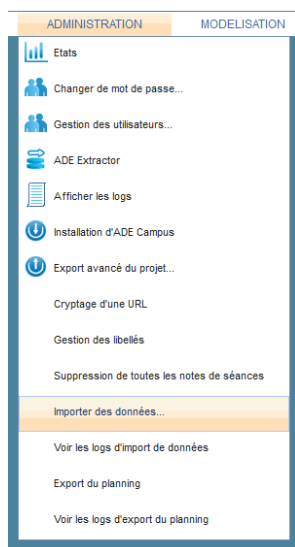 ADMINISTRATION MODELISATION
Etats
Changer de mot de passe...
Gestion des utilisateurs...
ADE Extractor
Afficher les logs
Installation d'ADE Campus
Export avancé du projet...
Cryptage d'une URL
Gestion des libellés
Suppression de toutes les notes de séances
Importer des données...
Voir les logs d'import de données
Export du planning
Voir les logs d'export du planning